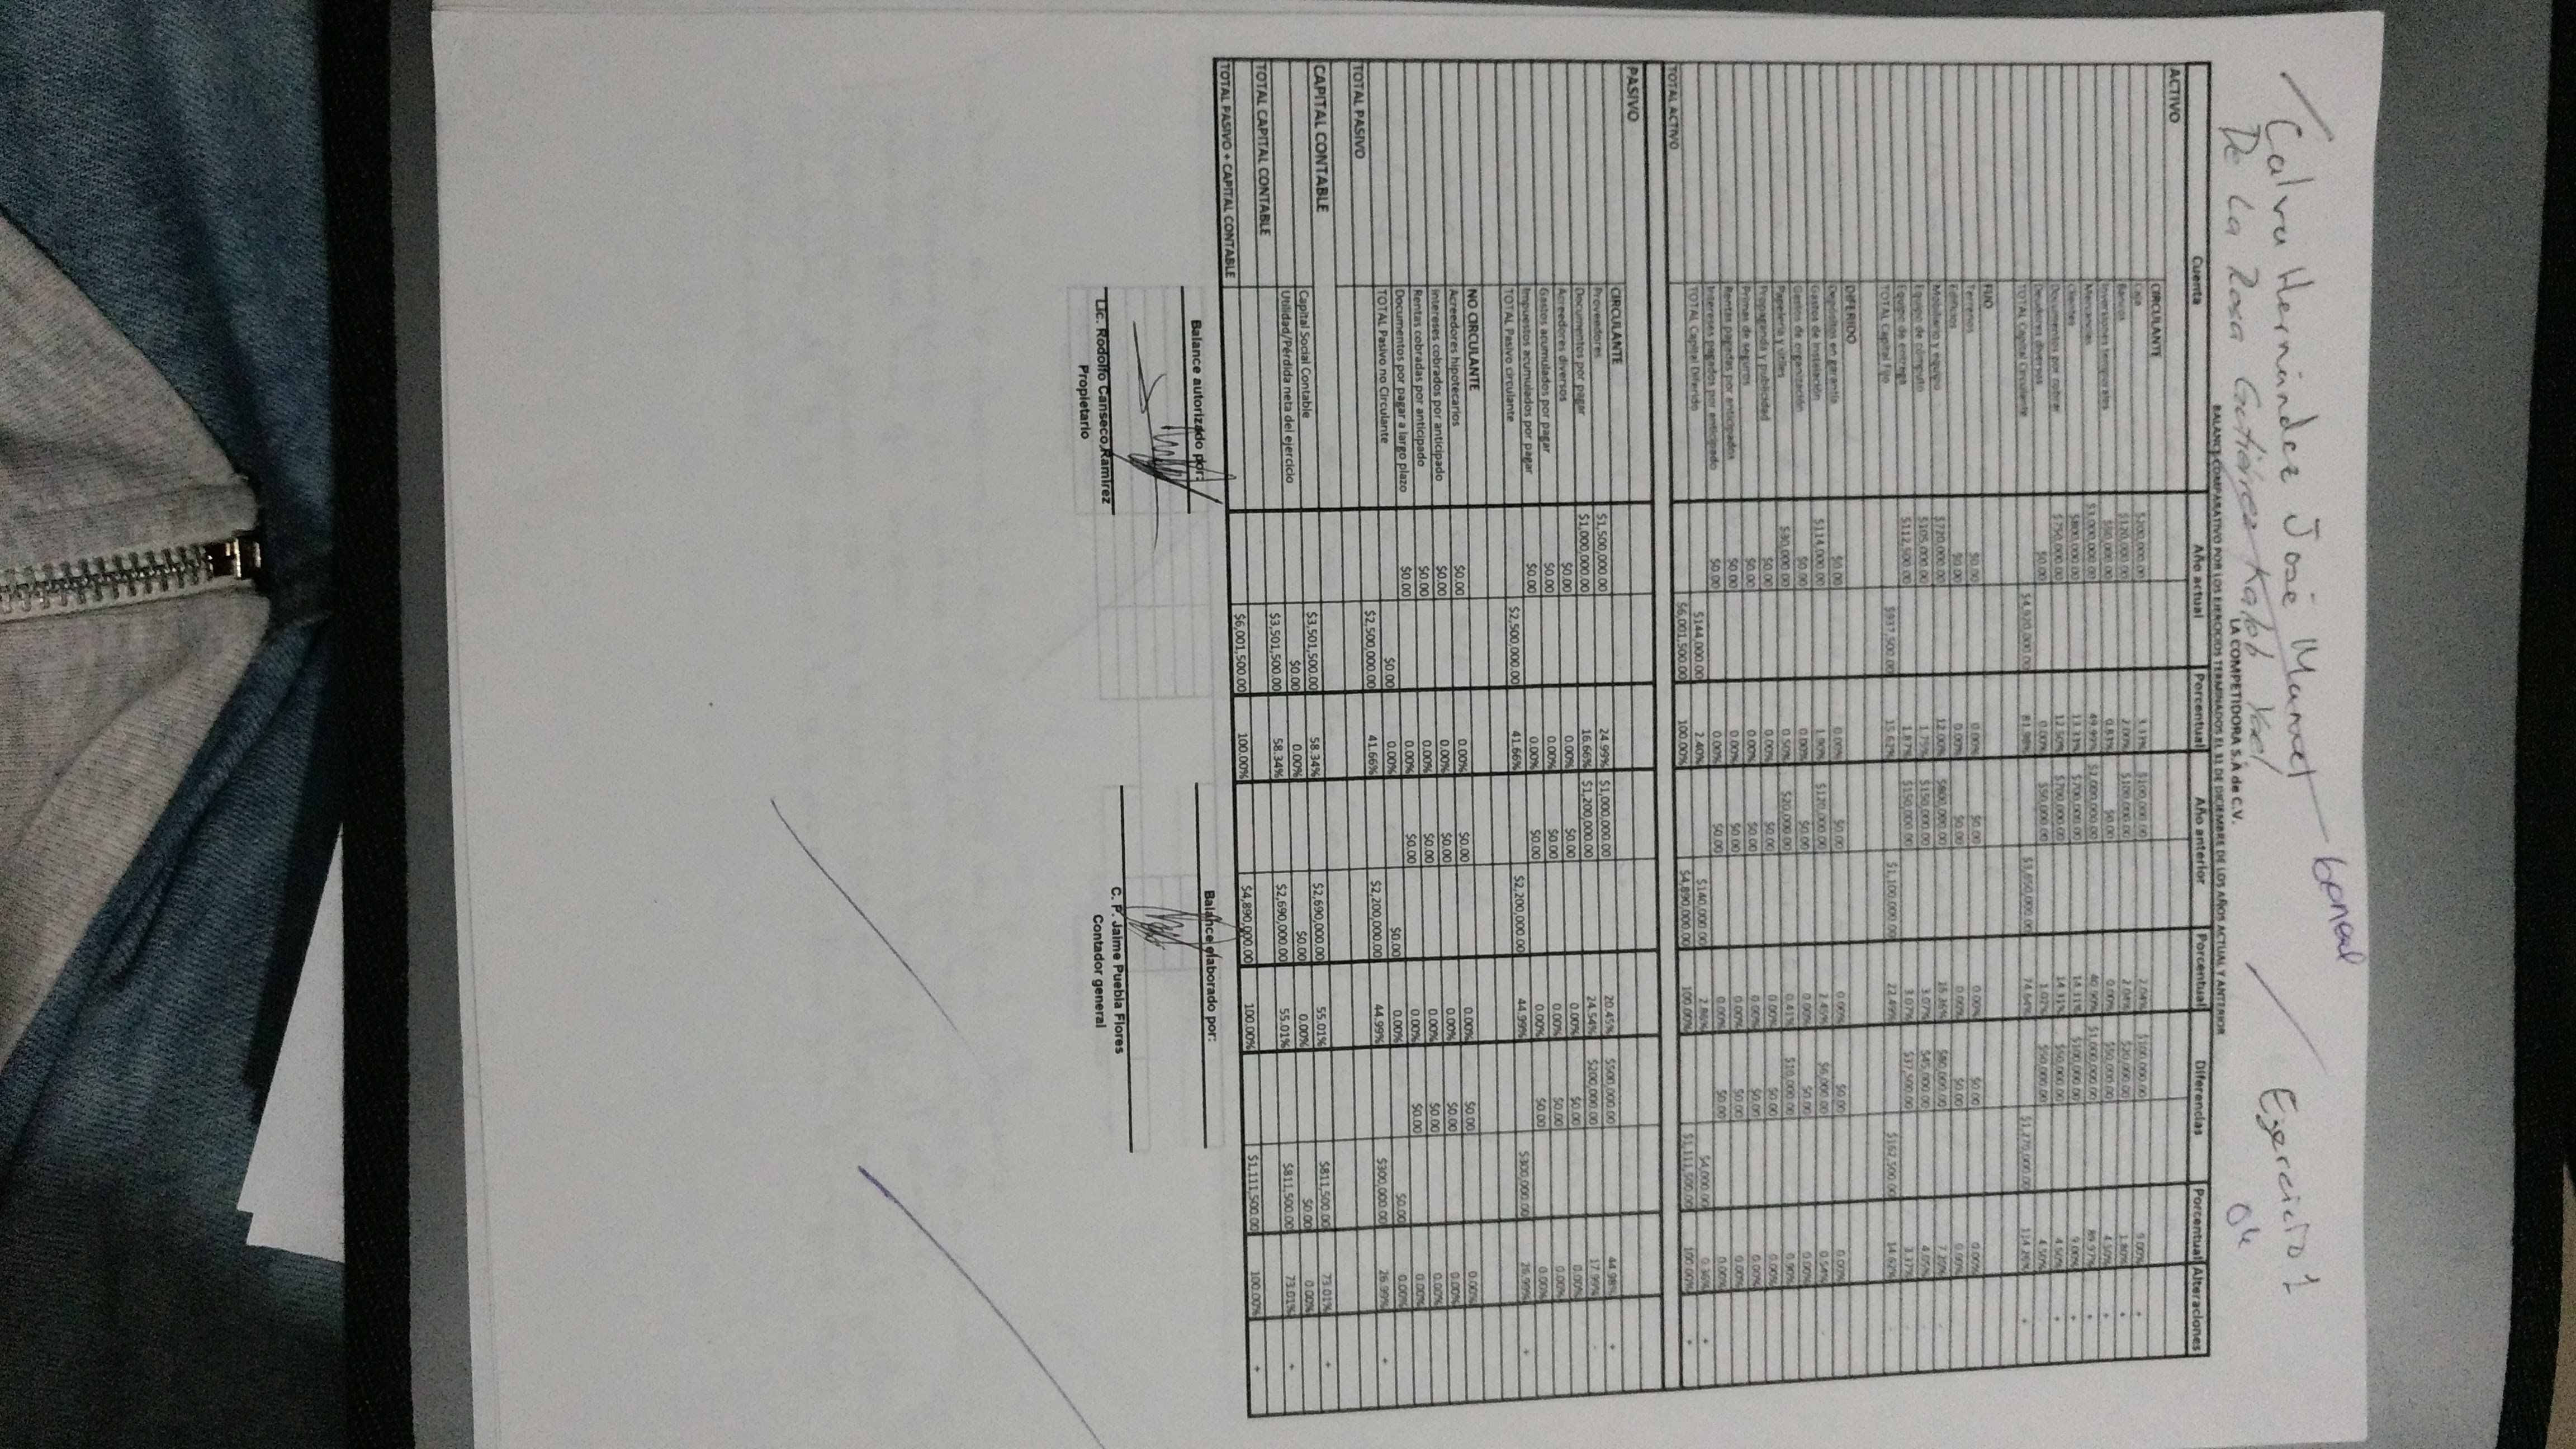 Calva Hernández José Manuel — bonal / Ejercicio 1
De La Rosa Gutiérrez Kaleb Yael Ok
LA COMPETIDORA S.A de C.V.
BALANCE COMPARATIVO POR LOS EJERCICIOS TERMINADOS EL 31 DE DICIEMBRE DE LOS AÑOS ACTUAL Y ANTERIOR
Cuenta Año actual Porcentual Año anterior Porcentual Diferencias Porcentual Alteraciones
ACTIVO
CIRCULANTE
Caja $200,000.00 3.33% $100,000.00 2.04% $100,000.00 9.00% +
Bancos $120,000.00 2.00% $100,000.00 2.04% $20,000.00 1.80% +
Inversiones temporales $50,000.00 0.83% $0.00 0.00% $50,000.00 4.50% +
Mercancías $3,000,000.00 49.99% $2,000,000.00 40.90% $1,000,000.00 89.97% +
Clientes $800,000.00 13.33% $700,000.00 14.31% $100,000.00 9.00% +
Documentos por cobrar $750,000.00 12.50% $700,000.00 14.31% $50,000.00 4.50% +
Deudores diversos $0.00 0.00% $50,000.00 1.02% $50,000.00 4.50% -
TOTAL Capital Circulante $4,920,000.00 81.98% $3,650,000.00 74.64% $1,270,000.00 114.26% +
FIJO
Terrenos $0.00 0.00% $0.00 0.00% $0.00 0.00%
Edificios $0.00 0.00% $0.00 0.00% $0.00 0.00%
Mobiliario y equipo $720,000.00 12.00% $800,000.00 16.36% $80,000.00 7.20% -
Equipo de cómputo $105,000.00 1.75% $150,000.00 3.07% $45,000.00 4.05% -
Equipo de entrega $112,500.00 1.87% $150,000.00 3.07% $37,500.00 3.37% -
TOTAL Capital Fijo $937,500.00 15.62% $1,100,000.00 22.49% $162,500.00 14.62% -
DIFERIDO
Depósitos en garantía $0.00 0.00% $0.00 0.00% $0.00 0.00%
Gastos de instalación $114,000.00 1.90% $120,000.00 2.45% $6,000.00 0.54% -
Gastos de organización $0.00 0.00% $0.00 0.00% $0.00 0.00%
Papelería y útiles $30,000.00 0.50% $20,000.00 0.41% $10,000.00 0.90% +
Propaganda y publicidad $0.00 0.00% $0.00 0.00% $0.00 0.00%
Primas de seguros $0.00 0.00% $0.00 0.00% $0.00 0.00%
Rentas pagadas por anticipados $0.00 0.00% $0.00 0.00% $0.00 0.00%
Intereses pagados por anticipado $0.00 0.00% $0.00 0.00% $0.00 0.00%
TOTAL Capital Diferido $144,000.00 2.40% $140,000.00 2.86% $4,000.00 0.36% +
TOTAL ACTIVO $6,001,500.00 100.00% $4,890,000.00 100.00% $1,111,500.00 100.00% +
PASIVO
CIRCULANTE
Proveedores $1,500,000.00 24.99% $1,000,000.00 20.45% $500,000.00 44.98% +
Documentos por pagar $1,000,000.00 16.66% $1,200,000.00 24.54% $200,000.00 17.99% -
Acreedores diversos $0.00 0.00% $0.00 0.00% $0.00 0.00%
Gastos acumulados por pagar $0.00 0.00% $0.00 0.00% $0.00 0.00%
Impuestos acumulados por pagar $0.00 0.00% $0.00 0.00% $0.00 0.00%
TOTAL Pasivo circulante $2,500,000.00 41.66% $2,200,000.00 44.99% $300,000.00 26.99% +
NO CIRCULANTE
Acreedores hipotecarios $0.00 0.00% $0.00 0.00% $0.00 0.00%
Intereses cobrados por anticipado $0.00 0.00% $0.00 0.00% $0.00 0.00%
Rentas cobradas por anticipado $0.00 0.00% $0.00 0.00% $0.00 0.00%
Documentos por pagar a largo plazo $0.00 0.00% $0.00 0.00% $0.00 0.00%
TOTAL Pasivo no Circulante $0.00 0.00% $0.00 0.00% $0.00 0.00%
TOTAL PASIVO $2,500,000.00 41.66% $2,200,000.00 44.99% $300,000.00 26.99% +
CAPITAL CONTABLE
Capital Social Contable $3,501,500.00 58.34% $2,690,000.00 55.01% $811,500.00 73.01% +
Utilidad/Pérdida neta del ejercicio $0.00 0.00% $0.00 0.00% $0.00 0.00%
TOTAL CAPITAL CONTABLE $3,501,500.00 58.34% $2,690,000.00 55.01% $811,500.00 73.01% +
TOTAL PASIVO + CAPITAL CONTABLE $6,001,500.00 100.00% $4,890,000.00 100.00% $1,111,500.00 100.00% +
Balance autorizado por: Balance elaborado por:
Lic. Rodolfo Canseco Ramírez C. P. Jaime Puebla Flores
Propietario Contador general